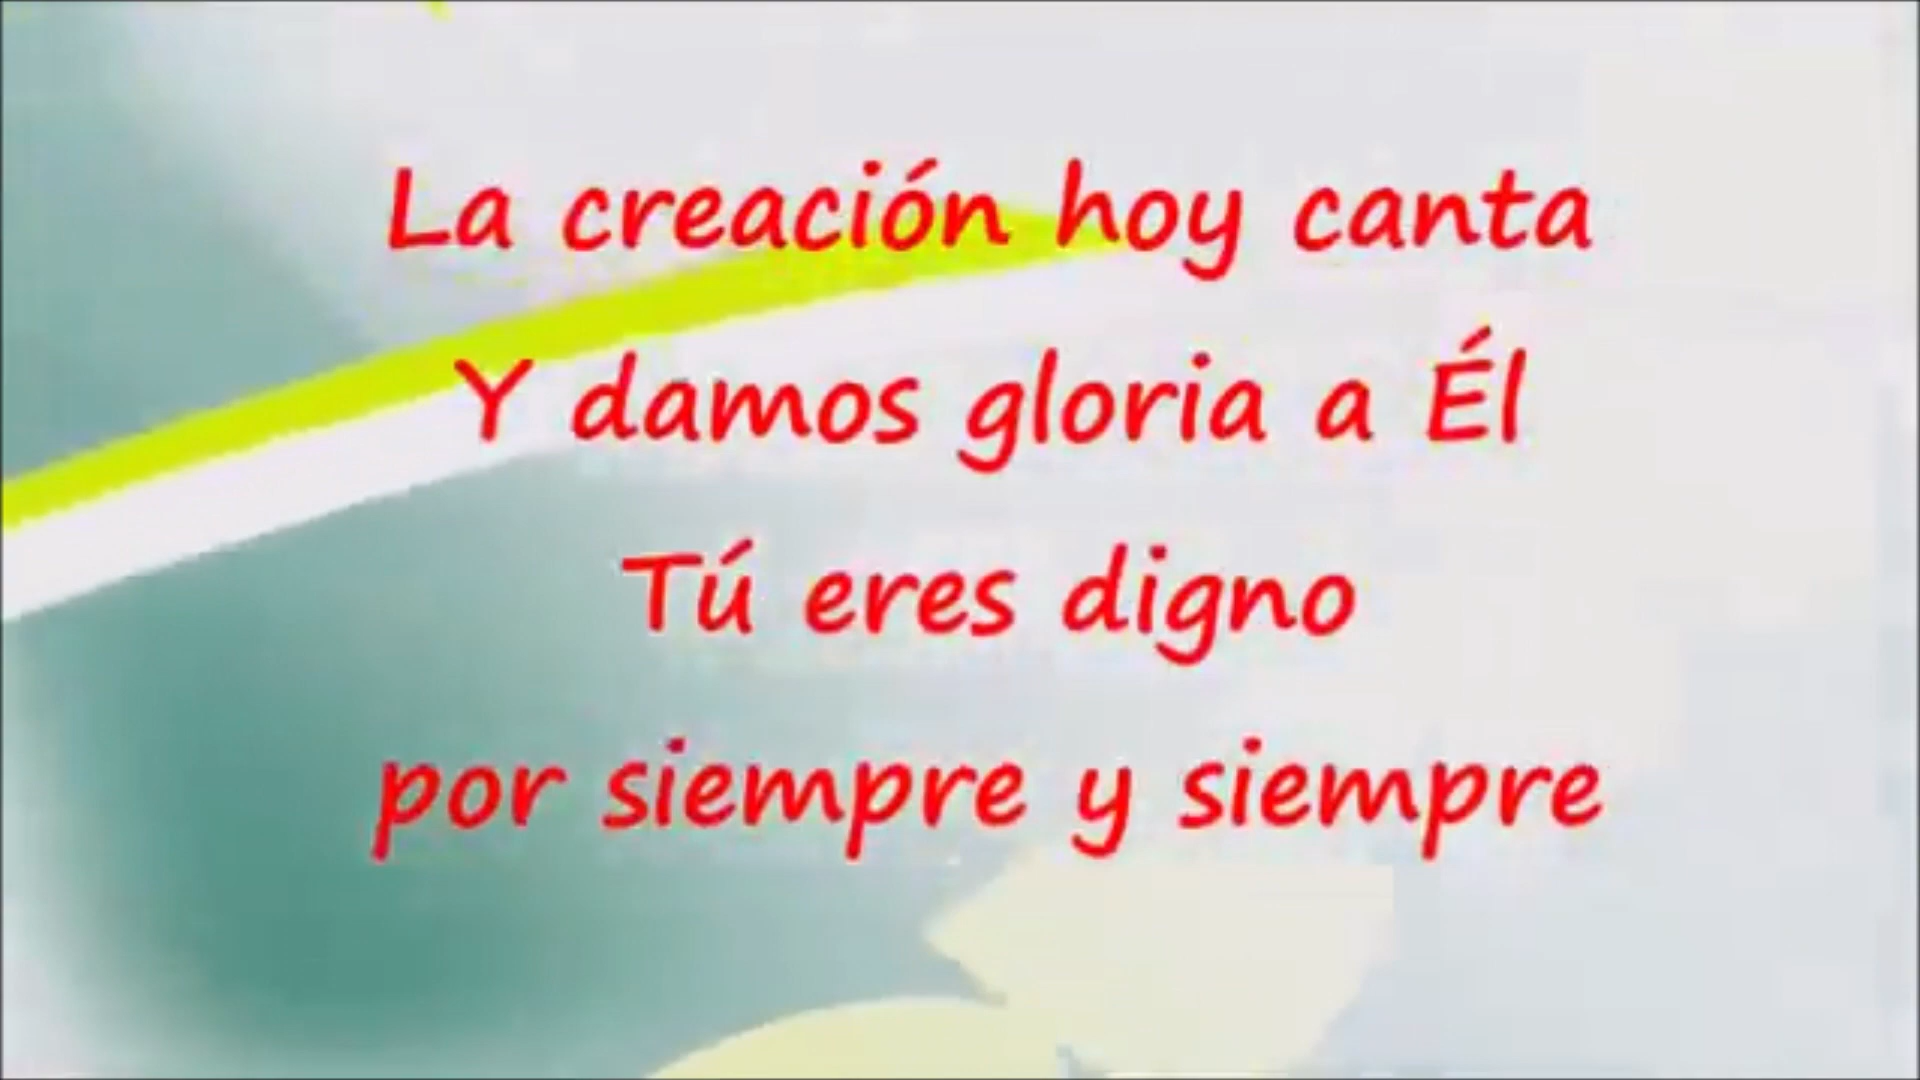 La creación hoy canta
Y damos gloria a Él
Tú eres digno
por siempre y siempre